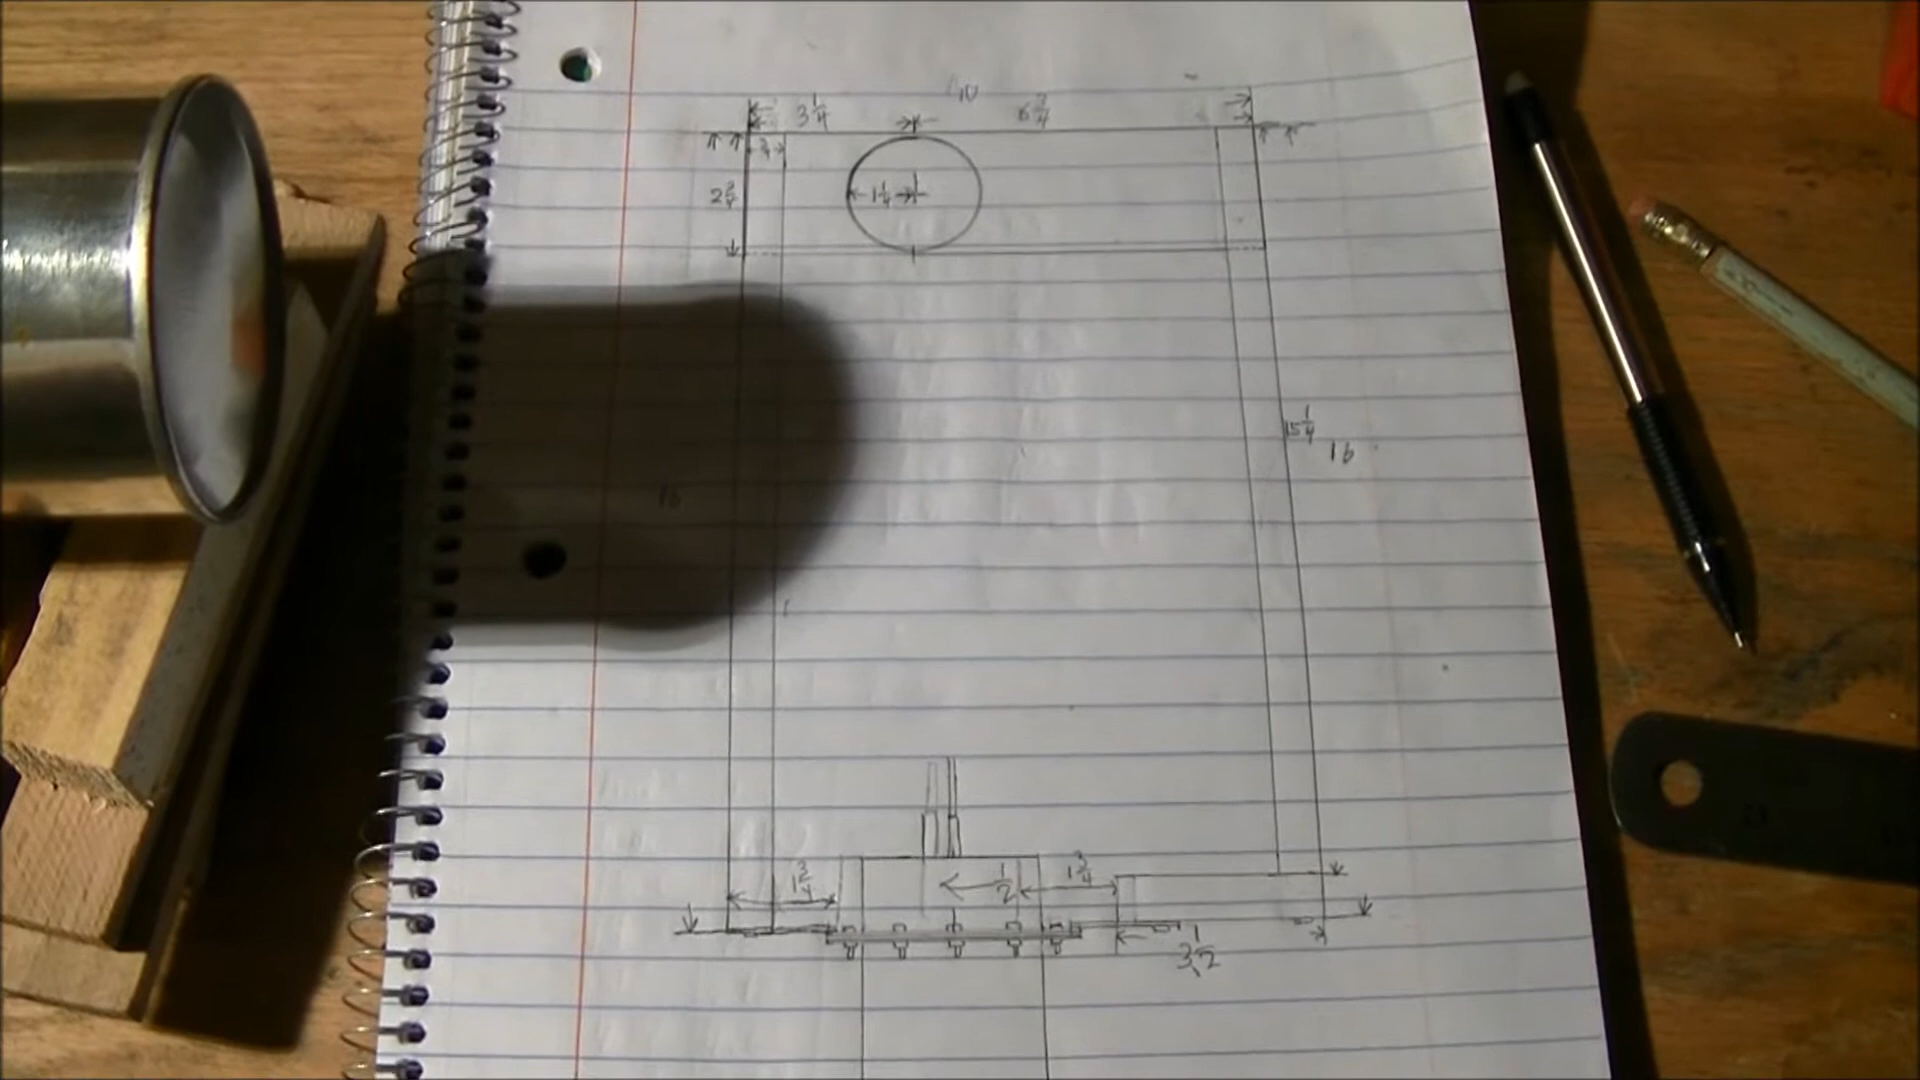 10
3 1/4 6 3/4
3/4
2 3/4 1 1/4
15 1/4
16
16
1 3/4 1/2 1 3/4
3 1/2